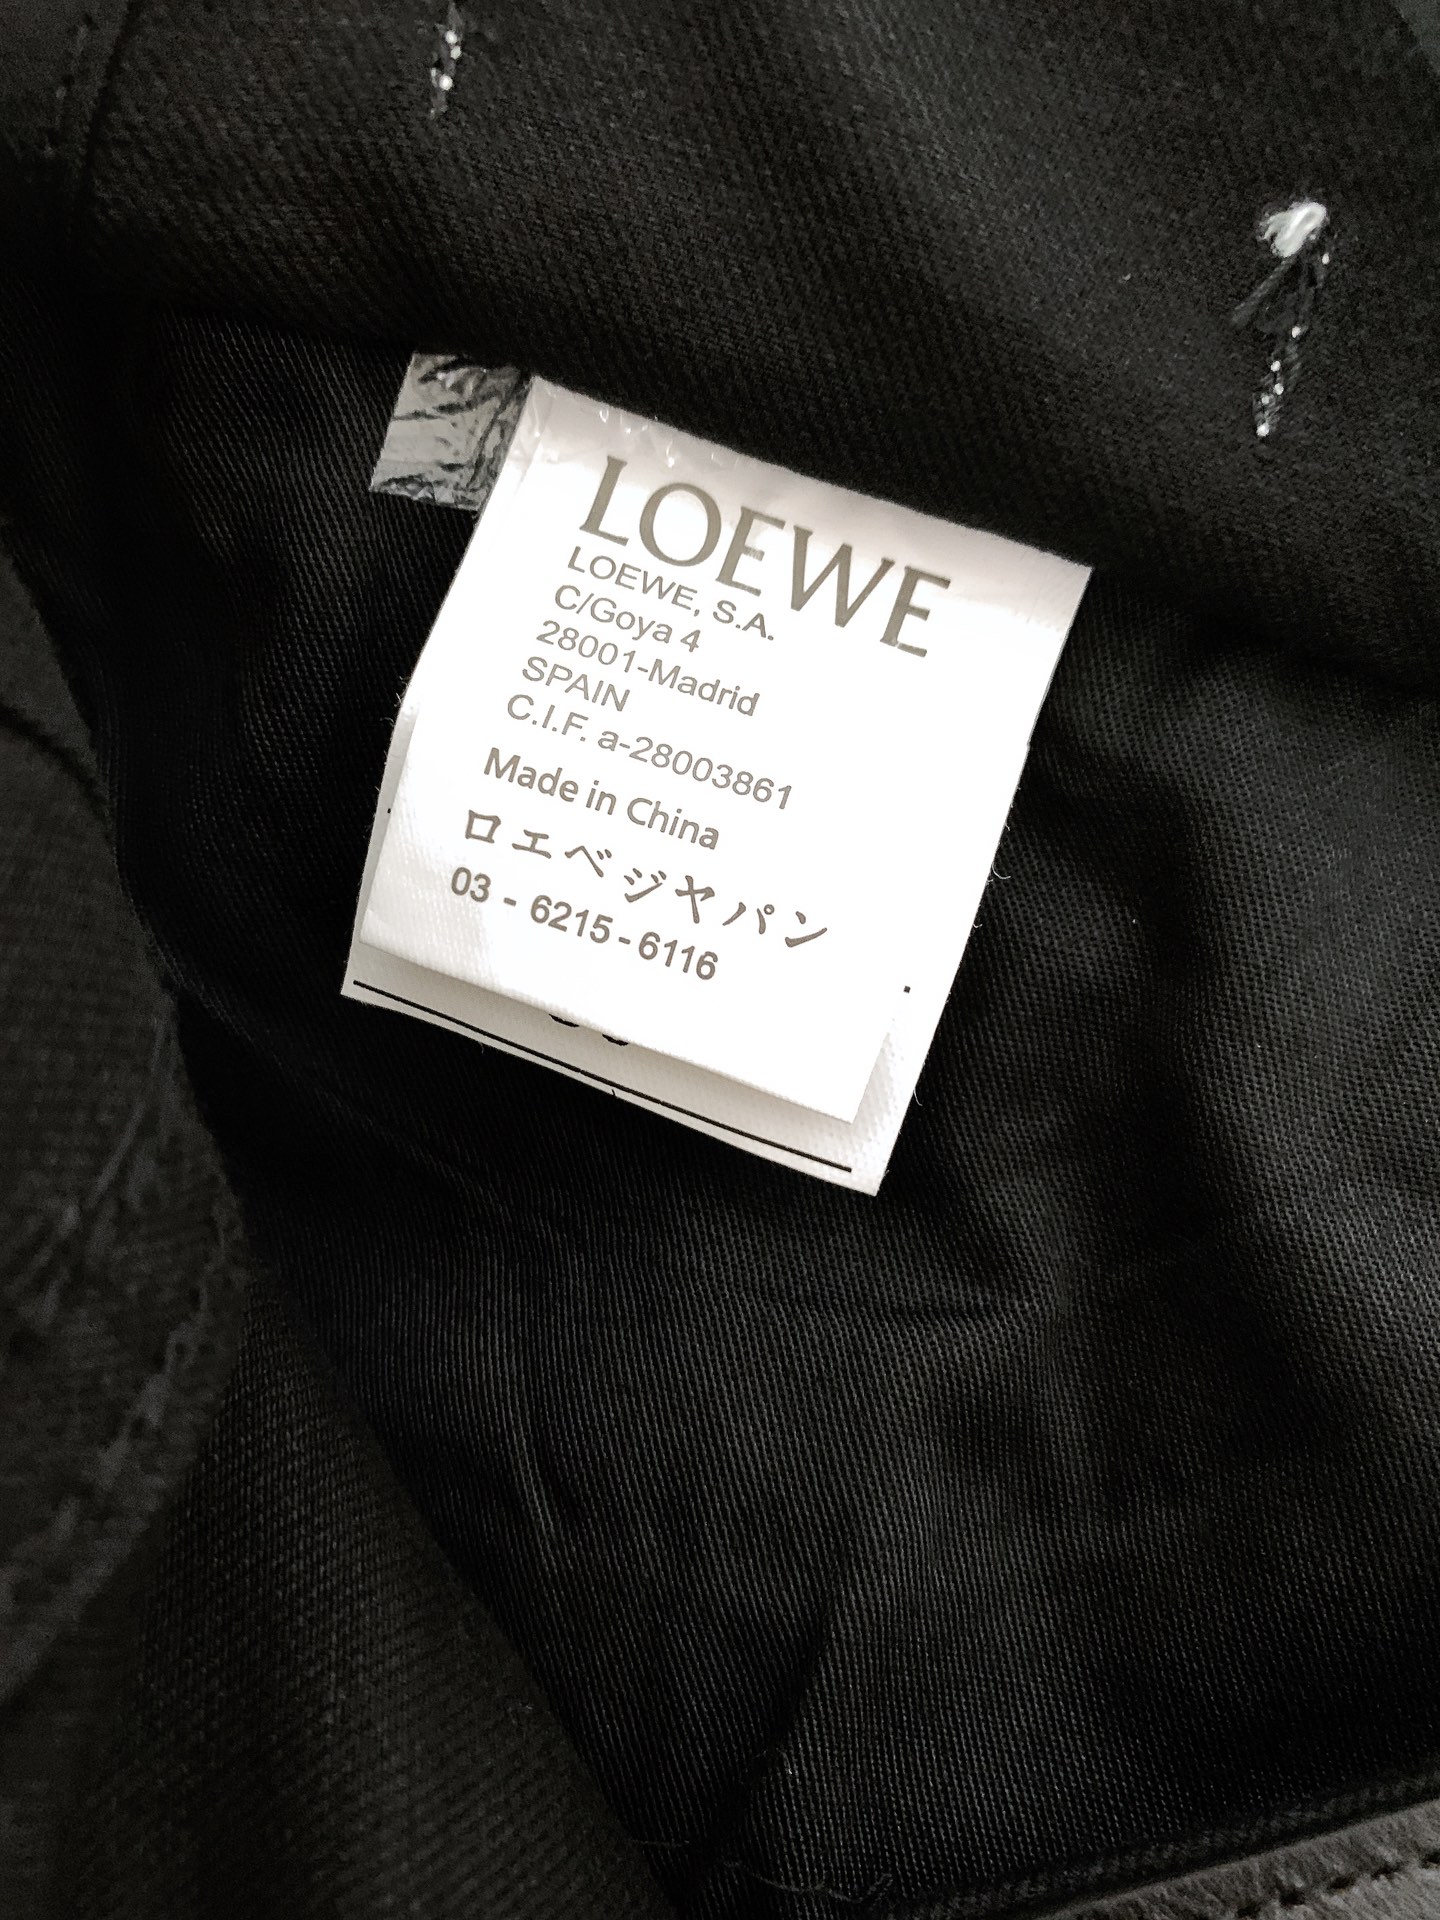 LOEWE
LOEWE, S.A.
C/Goya 4
28001-Madrid
SPAIN
C.I.F. a-28003861
Made in China
ロエベジャパン
03 - 6215 - 6116